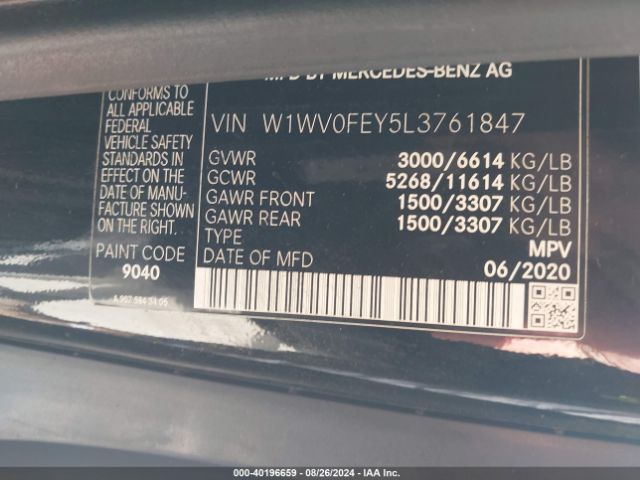 MFD BY MERCEDES-BENZ AG
CONFORMS TO
ALL APPLICABLE
FEDERAL
VEHICLE SAFETY
STANDARDS IN
EFFECT ON THE
DATE OF MANU-
FACTURE SHOWN
ON THE RIGHT.
PAINT CODE
9040
VIN W1WV0FEY5L3761847
GVWR 3000/6614 KG/LB
GCWR 5268/11614 KG/LB
GAWR FRONT 1500/3307 KG/LB
GAWR REAR 1500/3307 KG/LB
TYPE MPV
DATE OF MFD 06/2020
000-40196659 - 08/26/2024 - IAA Inc.